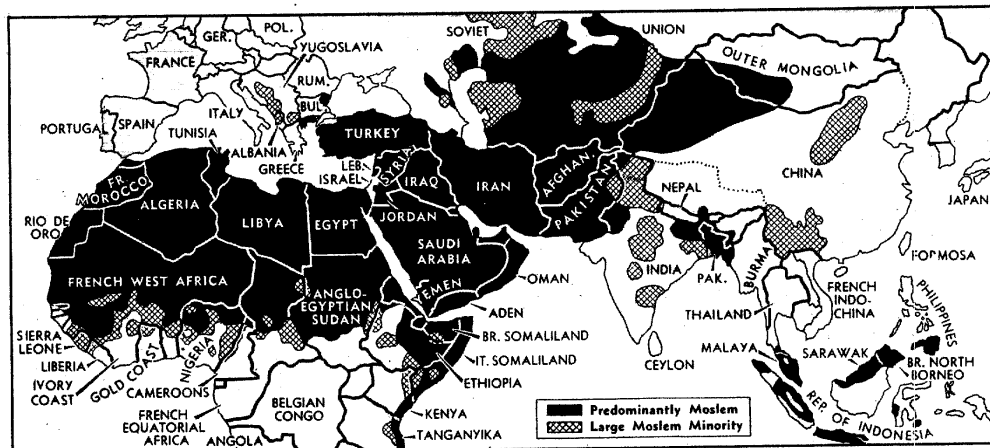 SOVIET
UNION
GER.
POL.
YUGOSLAVIA
FRANCE
RUM.
OUTER MONGOLIA
ITALY
BUL.
PORTUGAL
SPAIN
TUNISIA
TURKEY
ALBANIA
GREECE
LEB.
SYRIA
ISRAEL
IRAQ
IRAN
AFGHAN.
PAKISTAN
CHINA
NEPAL
JAPAN
FR.
MOROCCO
ALGERIA
RIO DE
ORO
LIBYA
EGYPT
JORDAN
SAUDI
ARABIA
INDIA
PAK.
BURMA
FORMOSA
FRENCH WEST AFRICA
ANGLO-
EGYPTIAN
SUDAN
YEMEN
OMAN
ADEN
THAILAND
FRENCH
INDO-
CHINA
PHILIPPINES
SIERRA
LEONE
LIBERIA
IVORY
COAST
GOLD COAST
NIGERIA
CAMEROONS
BR. SOMALILAND
IT. SOMALILAND
ETHIOPIA
CEYLON
MALAYA
SARAWAK
BR. NORTH
BORNEO
FRENCH
EQUATORIAL
AFRICA
BELGIAN
CONGO
ANGOLA
KENYA
TANGANYIKA
Predominantly Moslem
Large Moslem Minority
REP. OF INDONESIA